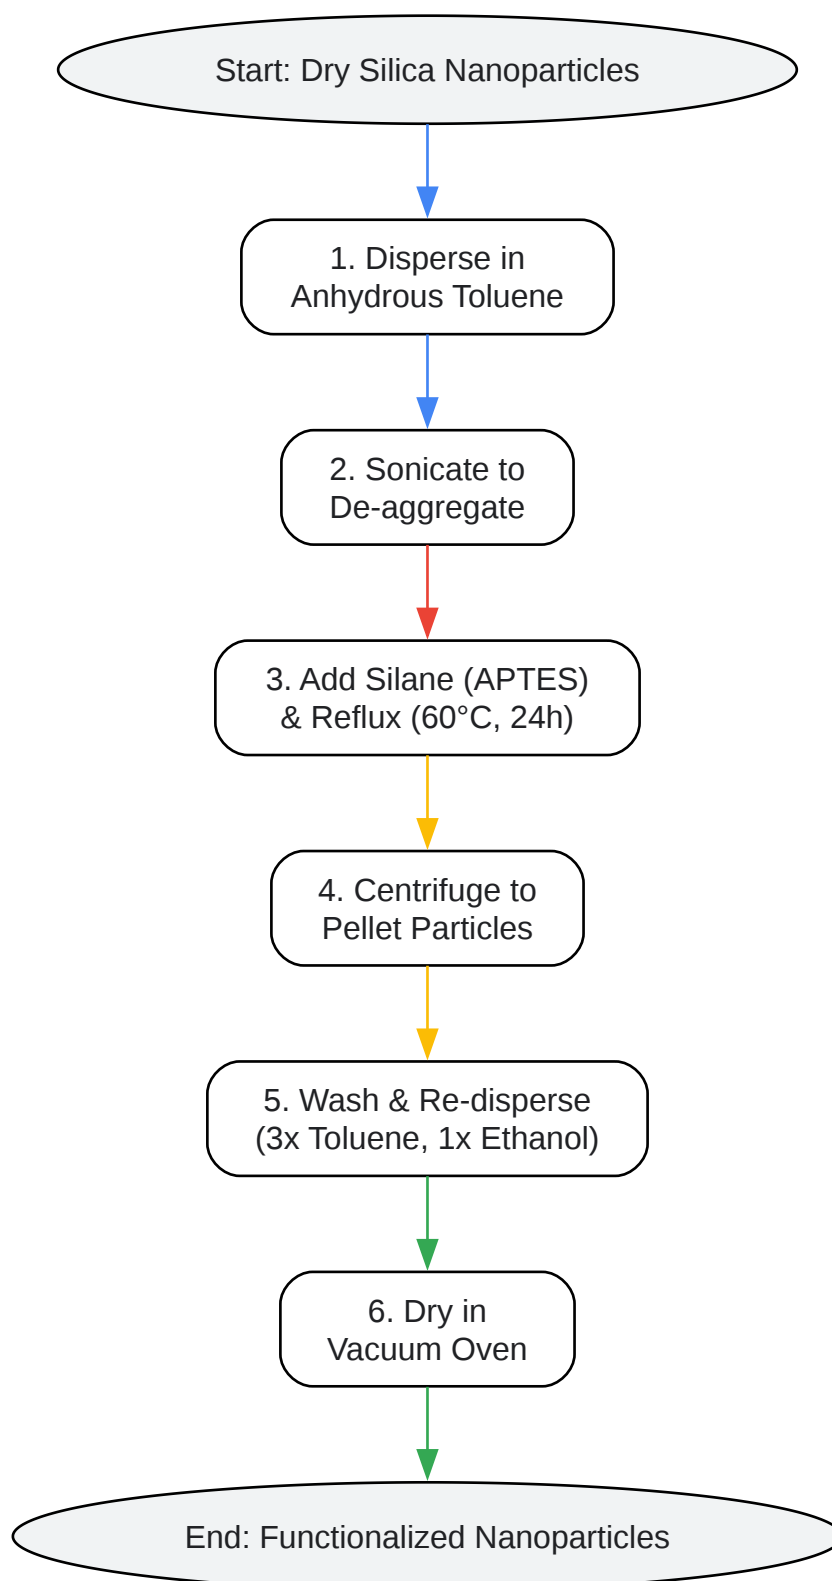 Start: Dry Silica Nanoparticles
1. Disperse in
Anhydrous Toluene
2. Sonicate to
De-aggregate
3. Add Silane (APTES)
& Reflux (60°C, 24h)
4. Centrifuge to
Pellet Particles
5. Wash & Re-disperse
(3x Toluene, 1x Ethanol)
6. Dry in
Vacuum Oven
End: Functionalized Nanoparticles